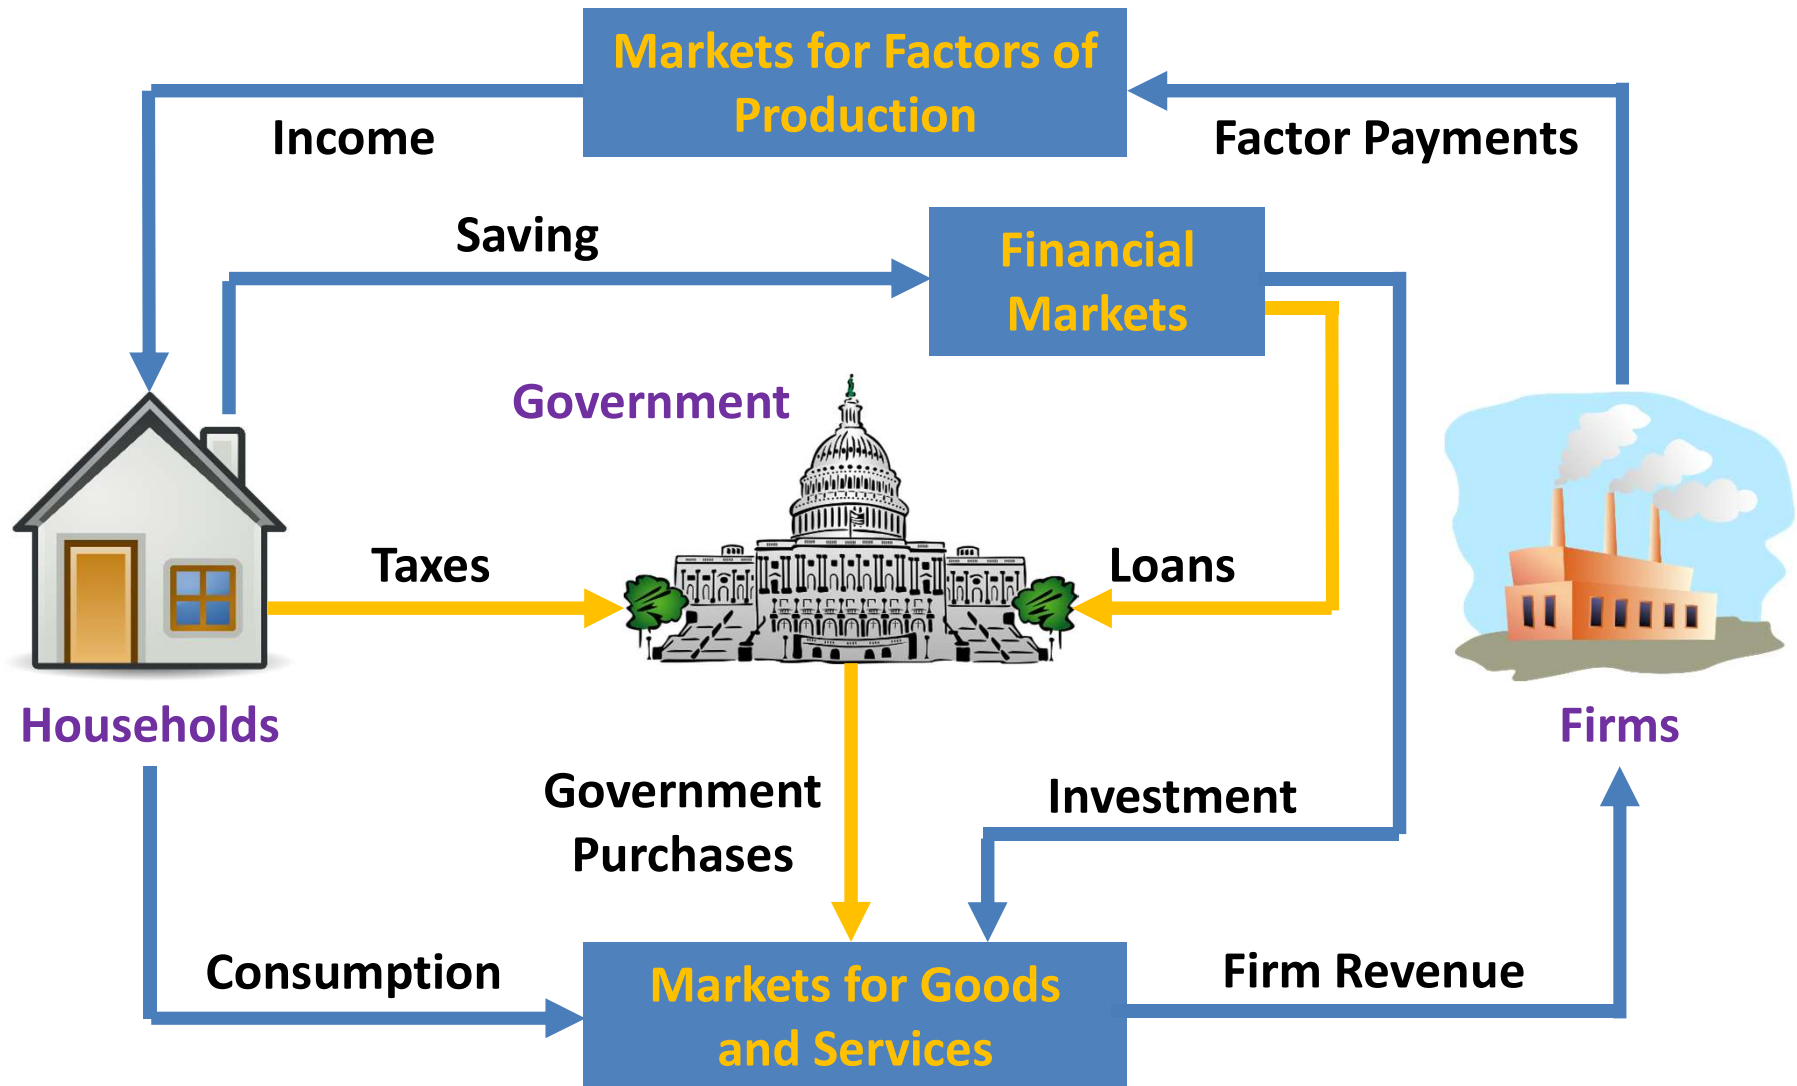 Markets for Factors of
Production
Income
Factor Payments
Saving
Financial
Markets
Government
Taxes
Loans
Households
Firms
Government
Purchases
Investment
Consumption
Markets for Goods
and Services
Firm Revenue